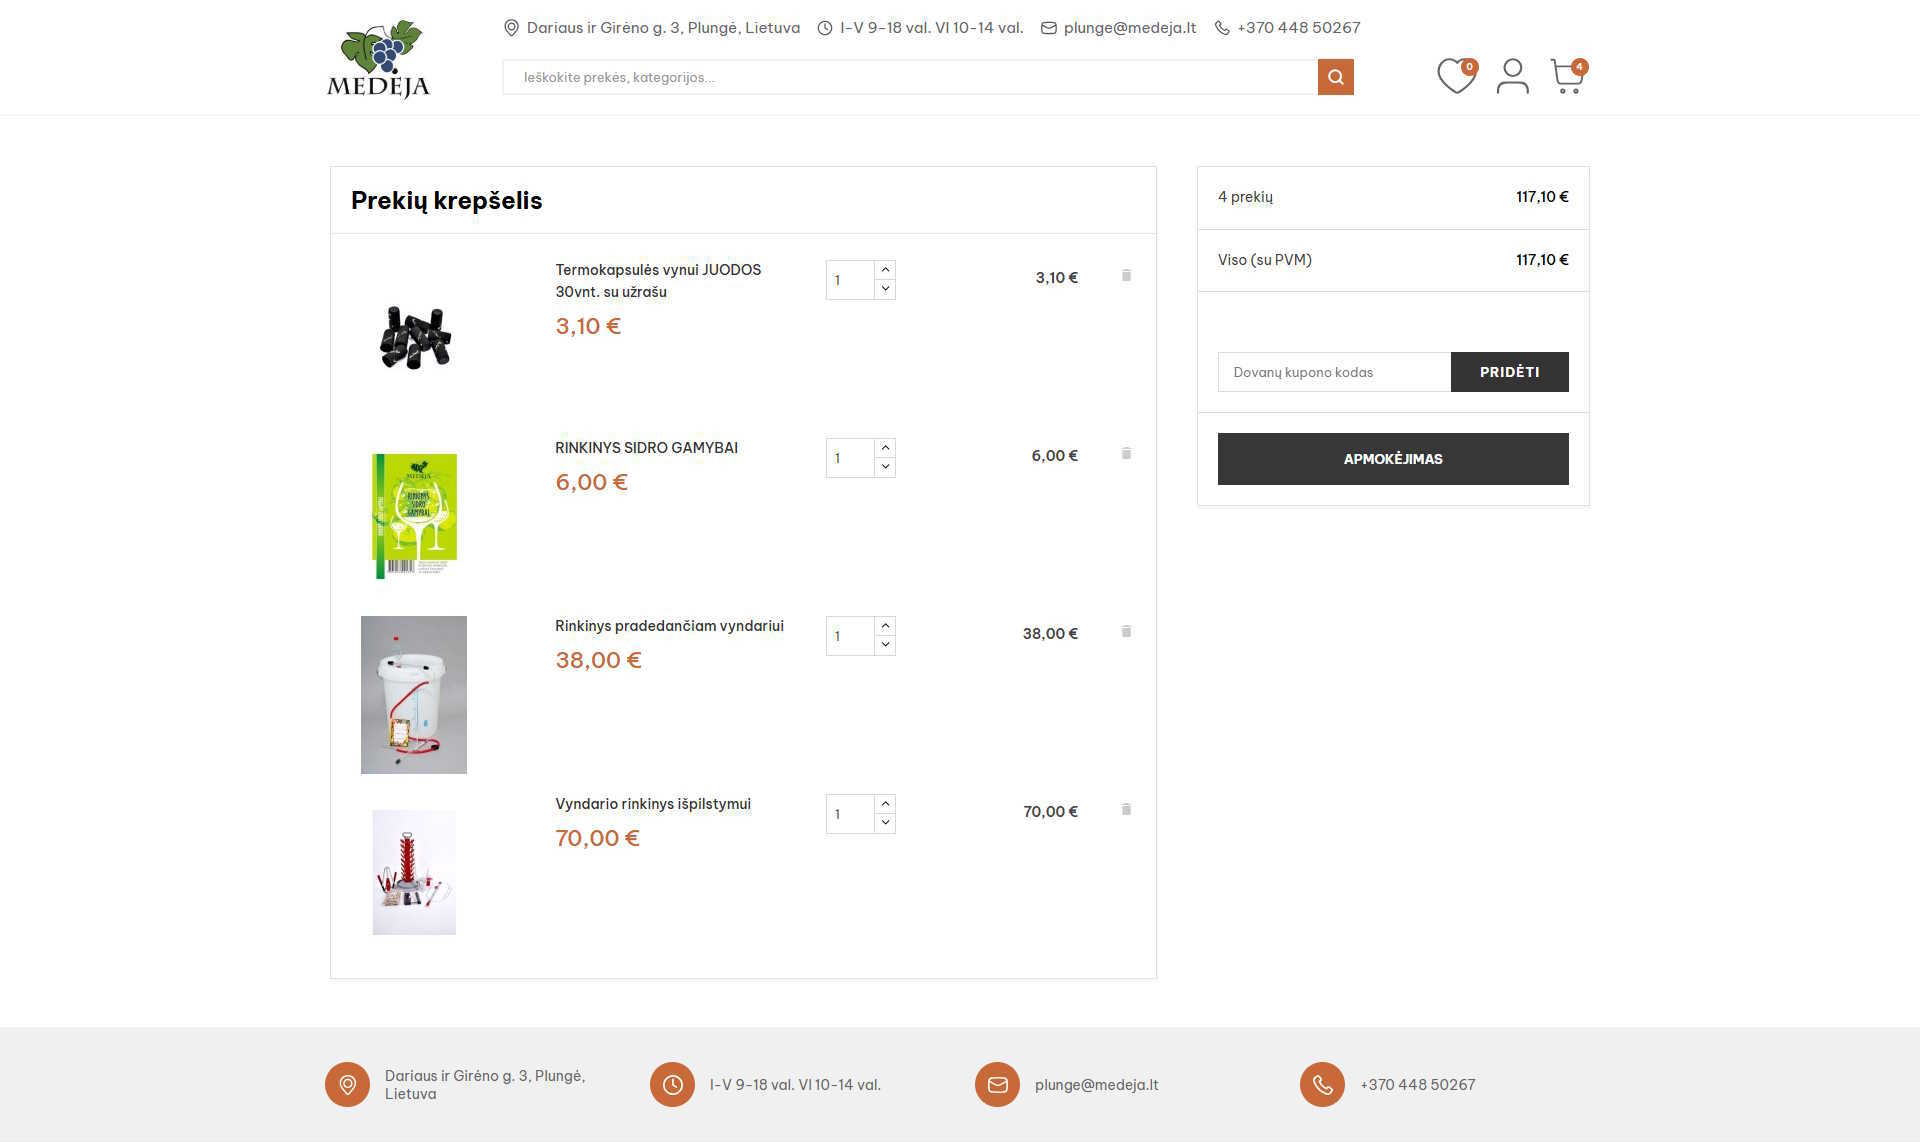 MEDĖJA
Dariaus ir Girėno g. 3, Plungė, Lietuva
I-V 9-18 val. VI 10-14 val.
plunge@medeja.lt
+370 448 50267
Ieškokite prekės, kategorijos...
0
4
Prekių krepšelis
Termokapsulės vynui JUODOS
30vnt. su užrašu
3,10 €
1
3,10 €
MEDĖJA
RINKINYS
SIDRO
GAMYBAI
RINKINYS SIDRO GAMYBAI
6,00 €
1
6,00 €
Rinkinys pradedančiam vyndariui
38,00 €
1
38,00 €
Vyndario rinkinys išpilstymui
70,00 €
1
70,00 €
4 prekių
117,10 €
Viso (su PVM)
117,10 €
Dovanų kupono kodas
PRIDĖTI
APMOKĖJIMAS
Dariaus ir Girėno g. 3, Plungė,
Lietuva
I-V 9-18 val. VI 10-14 val.
plunge@medeja.lt
+370 448 50267